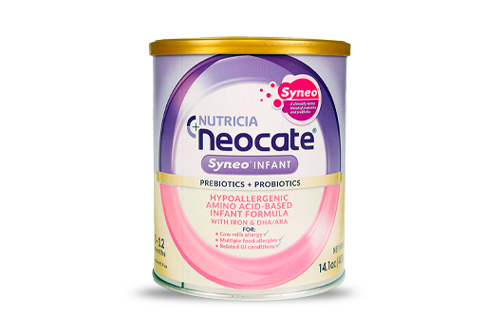 Syneo
NUTRICIA
neocate®
Syneo INFANT
PREBIOTICS + PROBIOTICS
HYPOALLERGENIC
AMINO ACID-BASED
INFANT FORMULA
WITH IRON & DHA/ARA
FOR:
• Cow milk allergy ✓
• Multiple food allergies ✓
• Related GI conditions ✓
14.1oz